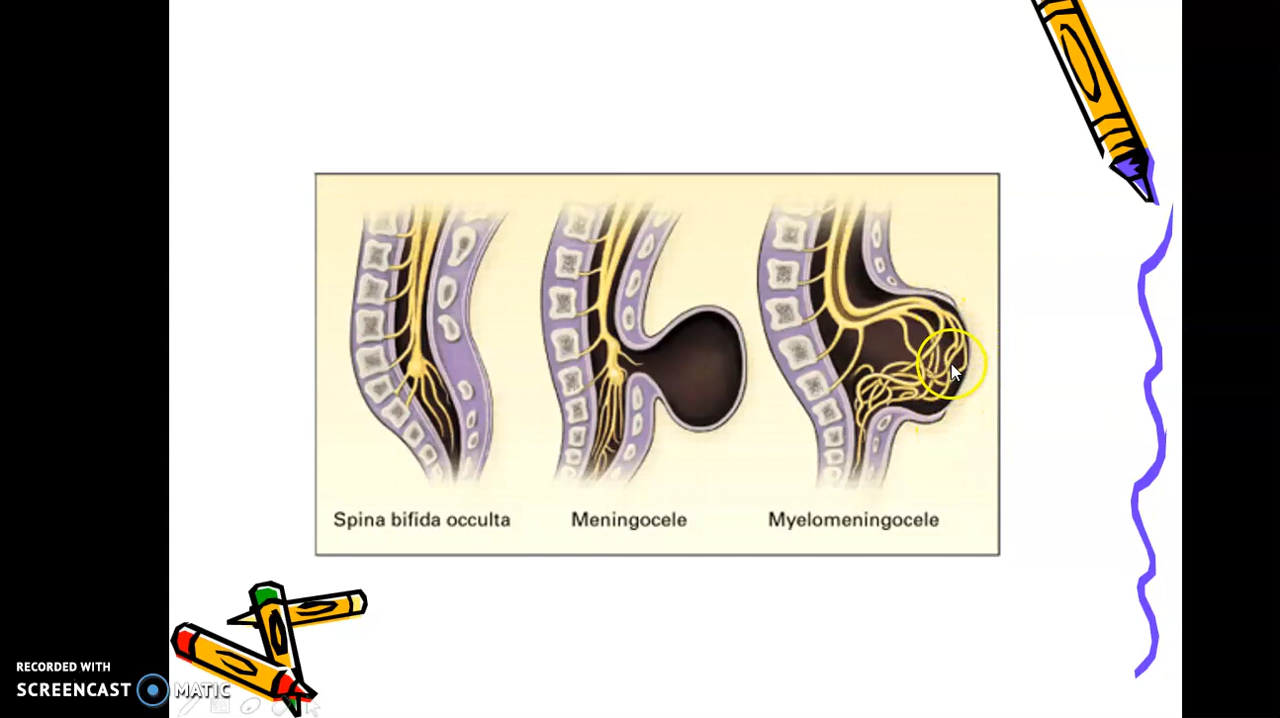 Spina bifida occulta
Meningocele
Myelomeningocele
RECORDED WITH
SCREENCAST MATIC